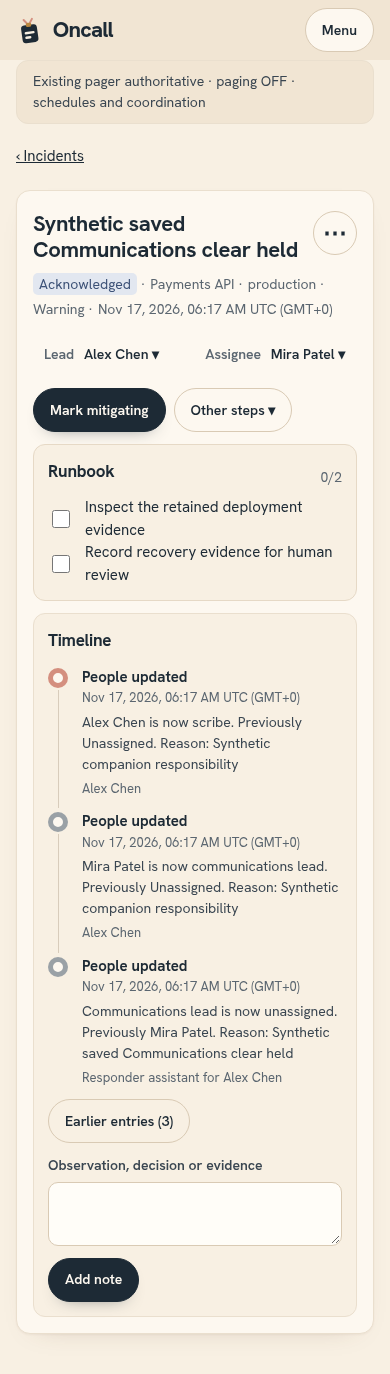 Oncall
Menu
Existing pager authoritative · paging OFF ·
schedules and coordination
‹ Incidents
Synthetic saved
Communications clear held
...
Acknowledged · Payments API · production ·
Warning · Nov 17, 2026, 06:17 AM UTC (GMT+0)
Lead Alex Chen ▾ Assignee Mira Patel ▾
Mark mitigating
Other steps ▾
Runbook
0/2
Inspect the retained deployment
evidence
Record recovery evidence for human
review
Timeline
People updated
Nov 17, 2026, 06:17 AM UTC (GMT+0)
Alex Chen is now scribe. Previously
Unassigned. Reason: Synthetic
companion responsibility
Alex Chen
People updated
Nov 17, 2026, 06:17 AM UTC (GMT+0)
Mira Patel is now communications lead.
Previously Unassigned. Reason: Synthetic
companion responsibility
Alex Chen
People updated
Nov 17, 2026, 06:17 AM UTC (GMT+0)
Communications lead is now unassigned.
Previously Mira Patel. Reason: Synthetic
saved Communications clear held
Responder assistant for Alex Chen
Earlier entries (3)
Observation, decision or evidence
Add note